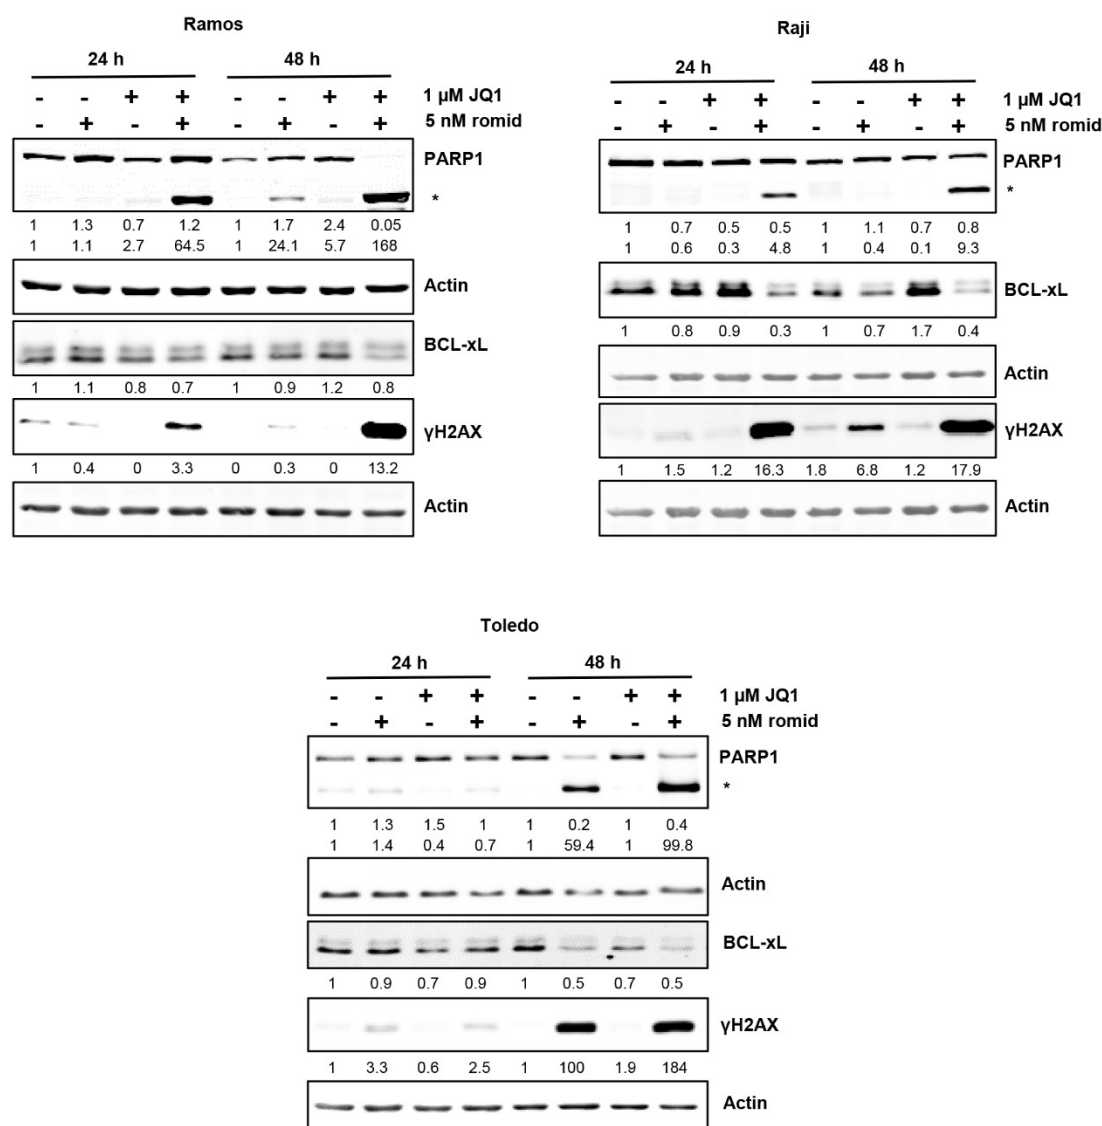 Ramos
24 h 48 h
- - + + - - + + 1 µM JQ1
- + - + - + - + 5 nM romid
PARP1
*
1 1.3 0.7 1.2 1 1.7 2.4 0.05
1 1.1 2.7 64.5 1 24.1 5.7 168
Actin
BCL-xL
1 1.1 0.8 0.7 1 0.9 1.2 0.8
γH2AX
1 0.4 0 3.3 0 0.3 0 13.2
Actin
Raji
24 h 48 h
- - + + - - + + 1 µM JQ1
- + - + - + - + 5 nM romid
PARP1
*
1 0.7 0.5 0.5 1 1.1 0.7 0.8
1 0.6 0.3 4.8 1 0.4 0.1 9.3
BCL-xL
1 0.8 0.9 0.3 1 0.7 1.7 0.4
Actin
γH2AX
1 1.5 1.2 16.3 1.8 6.8 1.2 17.9
Actin
Toledo
24 h 48 h
- - + + - - + + 1 µM JQ1
- + - + - + - + 5 nM romid
PARP1
*
1 1.3 1.5 1 1 0.2 1 0.4
1 1.4 0.4 0.7 1 59.4 1 99.8
Actin
BCL-xL
1 0.9 0.7 0.9 1 0.5 0.7 0.5
γH2AX
1 3.3 0.6 2.5 1 100 1.9 184
Actin